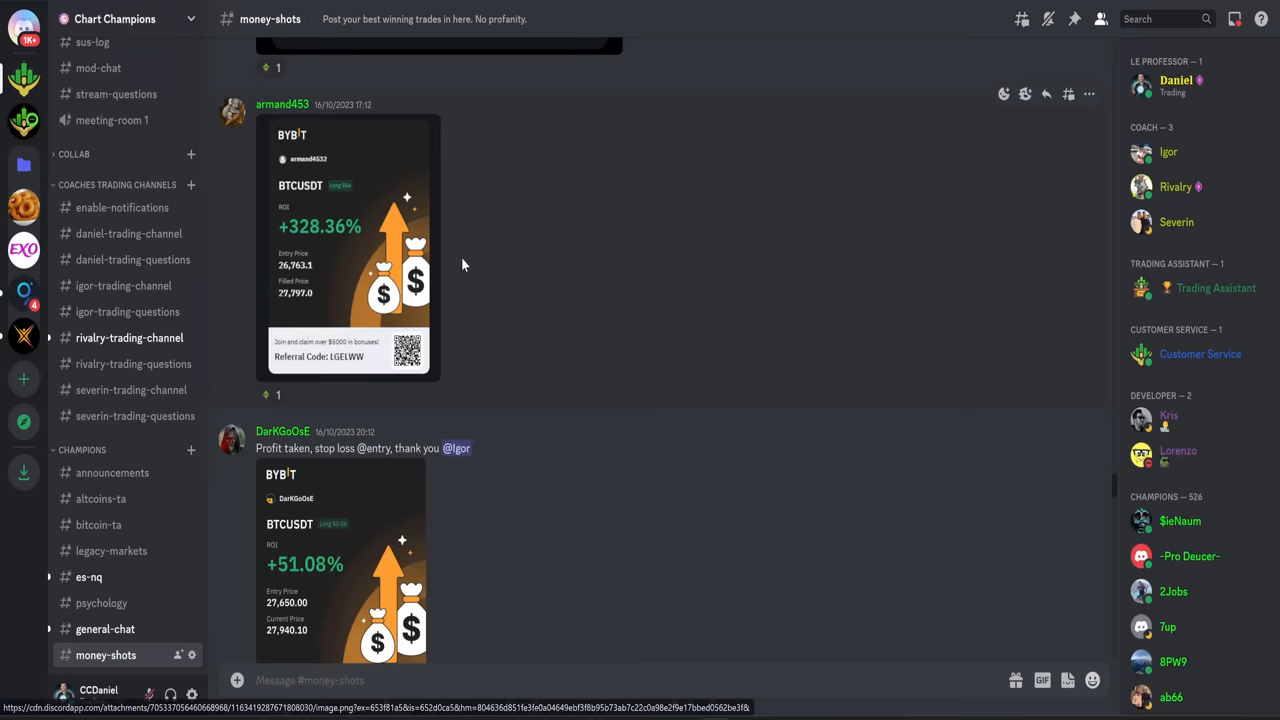 1K+
Chart Champions
sus-log
mod-chat
stream-questions
meeting-room 1
COLLAB
COACHES TRADING CHANNELS
enable-notifications
daniel-trading-channel
daniel-trading-questions
igor-trading-channel
igor-trading-questions
rivalry-trading-channel
rivalry-trading-questions
severin-trading-channel
severin-trading-questions
CHAMPIONS
announcements
altcoins-ta
bitcoin-ta
legacy-markets
es-nq
psychology
general-chat
money-shots
CCDaniel
EXO
4
money-shots
Post your best winning trades in here. No profanity.
Search
1
armand453 16/10/2023 17:12
BYBIT
armand4532
BTCUSDT
ROI
+328.36%
Entry Price
26,763.1
Filled Price
27,797.0
Join and claim over $5000 in bonuses!
Referral Code: LGELWW
1
DarKGoOsE 16/10/2023 20:12
Profit taken, stop loss @entry, thank you @Igor
BYBIT
DarKGoOsE
BTCUSDT Long 50.0X
ROI
+51.08%
Entry Price
27,650.00
Current Price
27,940.10
Message #money-shots
GIF
LE PROFESSOR — 1
Daniel
Trading
COACH — 3
Igor
Rivalry
Severin
TRADING ASSISTANT — 1
Trading Assistant
CUSTOMER SERVICE — 1
Customer Service
DEVELOPER — 2
Kris
Lorenzo
CHAMPIONS — 526
$ieNaum
-Pro Deucer-
2Jobs
7up
8PW9
ab66